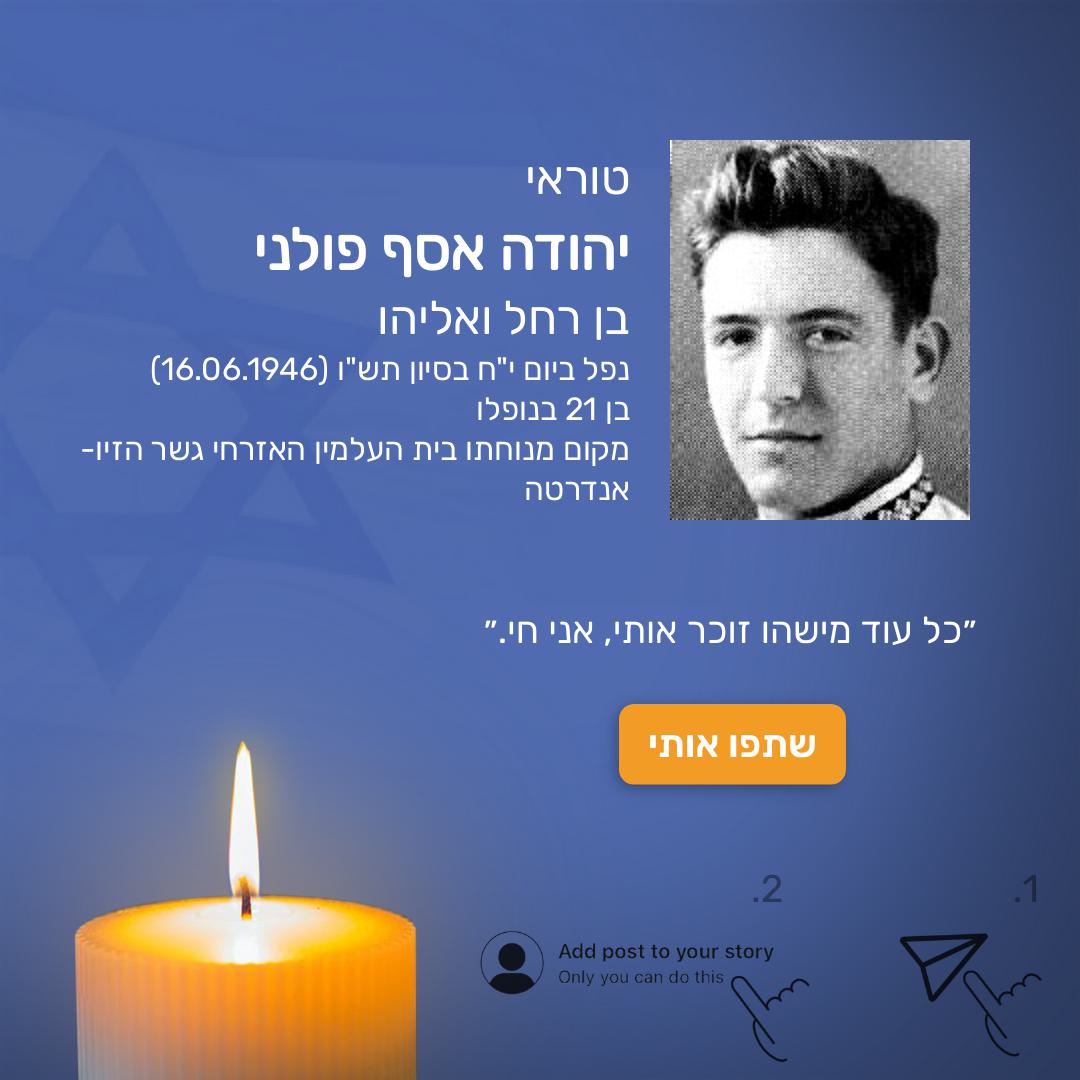 טוראי
יהודה אסף פולני
בן רחל ואליהו
נפל ביום י"ח בסיון תש"ו (16.06.1946)
בן 21 בנופלו
מקום מנוחתו בית העלמין האזרחי גשר הזיו-
אנדרטה
״כל עוד מישהו זוכר אותי, אני חי.״
שתפו אותי
1.
2.
Add post to your story
Only you can do this